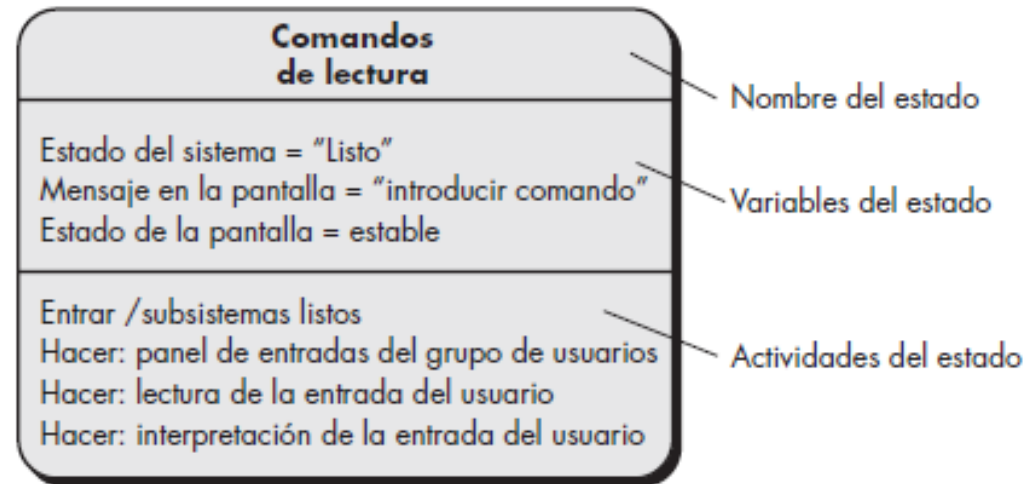 Comandos
de lectura
Nombre del estado
Estado del sistema = “Listo”
Mensaje en la pantalla = “introducir comando”
Estado de la pantalla = estable
Variables del estado
Entrar /subsistemas listos
Hacer: panel de entradas del grupo de usuarios
Hacer: lectura de la entrada del usuario
Hacer: interpretación de la entrada del usuario
Actividades del estado